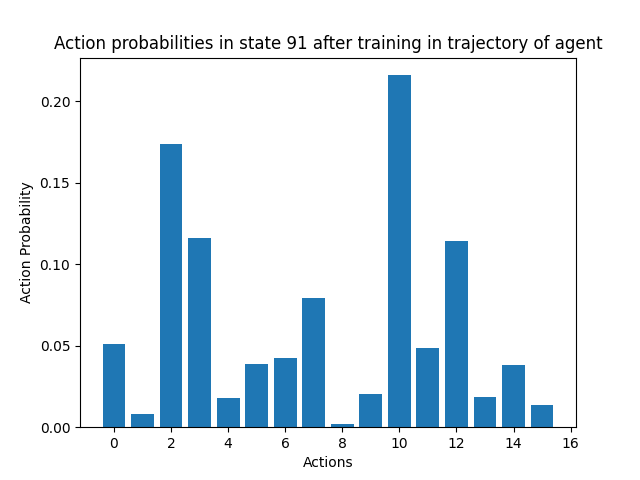 Action probabilities in state 91 after training in trajectory of agent
0.20
0.15
0.10
0.05
0.00
Action Probability
0 2 4 6 8 10 12 14 16
Actions